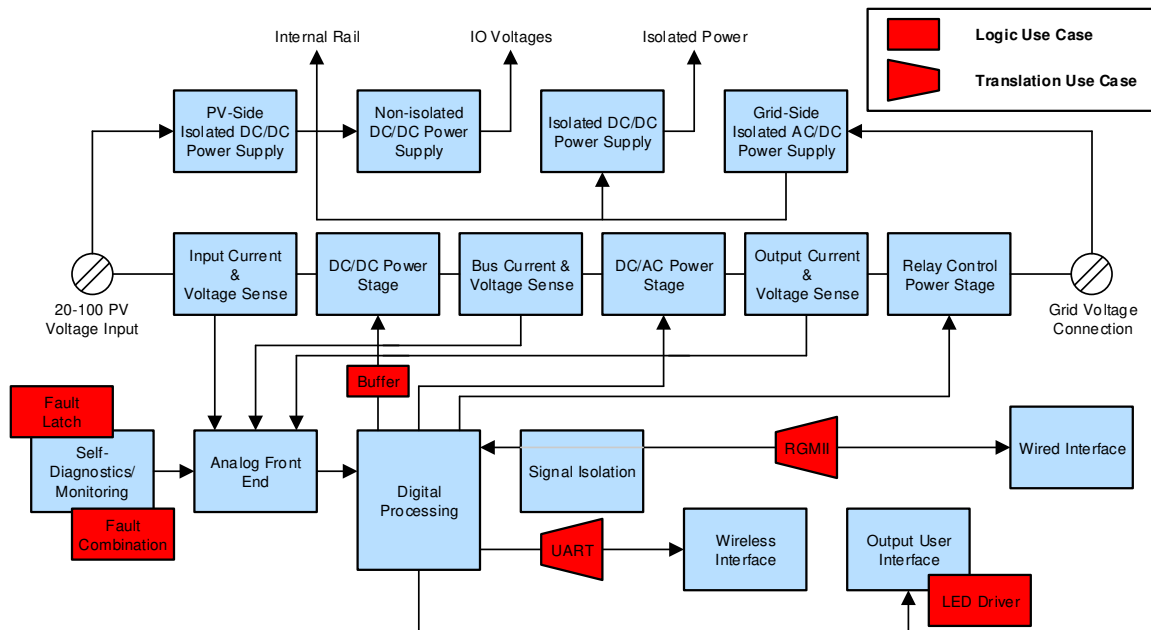 Internal Rail
IO Voltages
Isolated Power
Logic Use Case
Translation Use Case
PV-Side
Isolated DC/DC
Power Supply
Non-isolated
DC/DC Power
Supply
Isolated DC/DC
Power Supply
Grid-Side
Isolated AC/DC
Power Supply
20-100 PV
Voltage Input
Input Current
&
Voltage Sense
DC/DC Power
Stage
Bus Current &
Voltage Sense
DC/AC Power
Stage
Output Current
&
Voltage Sense
Relay Control
Power Stage
Grid Voltage
Connection
Buffer
Fault
Latch
Self-
Diagnostics/
Monitoring
Fault
Combination
Analog Front
End
Digital
Processing
Signal Isolation
RGMII
Wired Interface
UART
Wireless
Interface
Output User
Interface
LED Driver